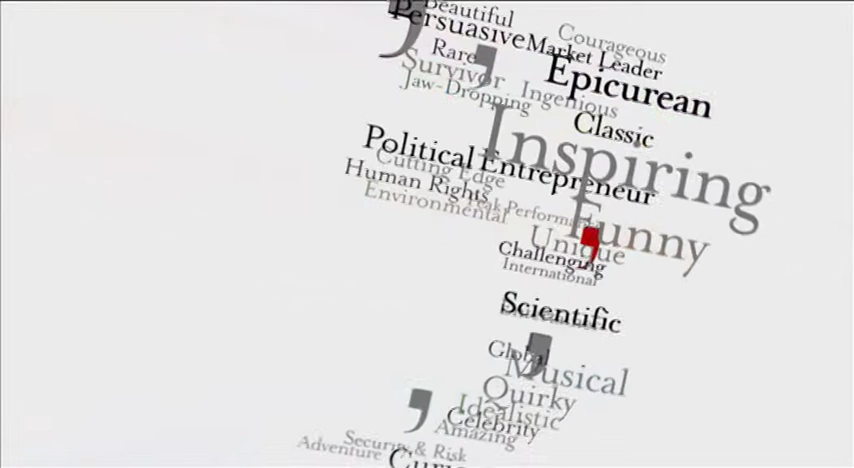 Beautiful
Persuasive
Courageous
Market Leader
Rare
Survivor
Epicurean
Jaw-Dropping
Ingenious
Classic
Inspiring
Political Entrepreneur
Cutting Edge
Human Rights
Environmental
Peak Performance
Funny
Unique
Challenging
International
Scientific
Global
Musical
Quirky
Idealistic
Celebrity
Amazing
Security & Risk
Adventure